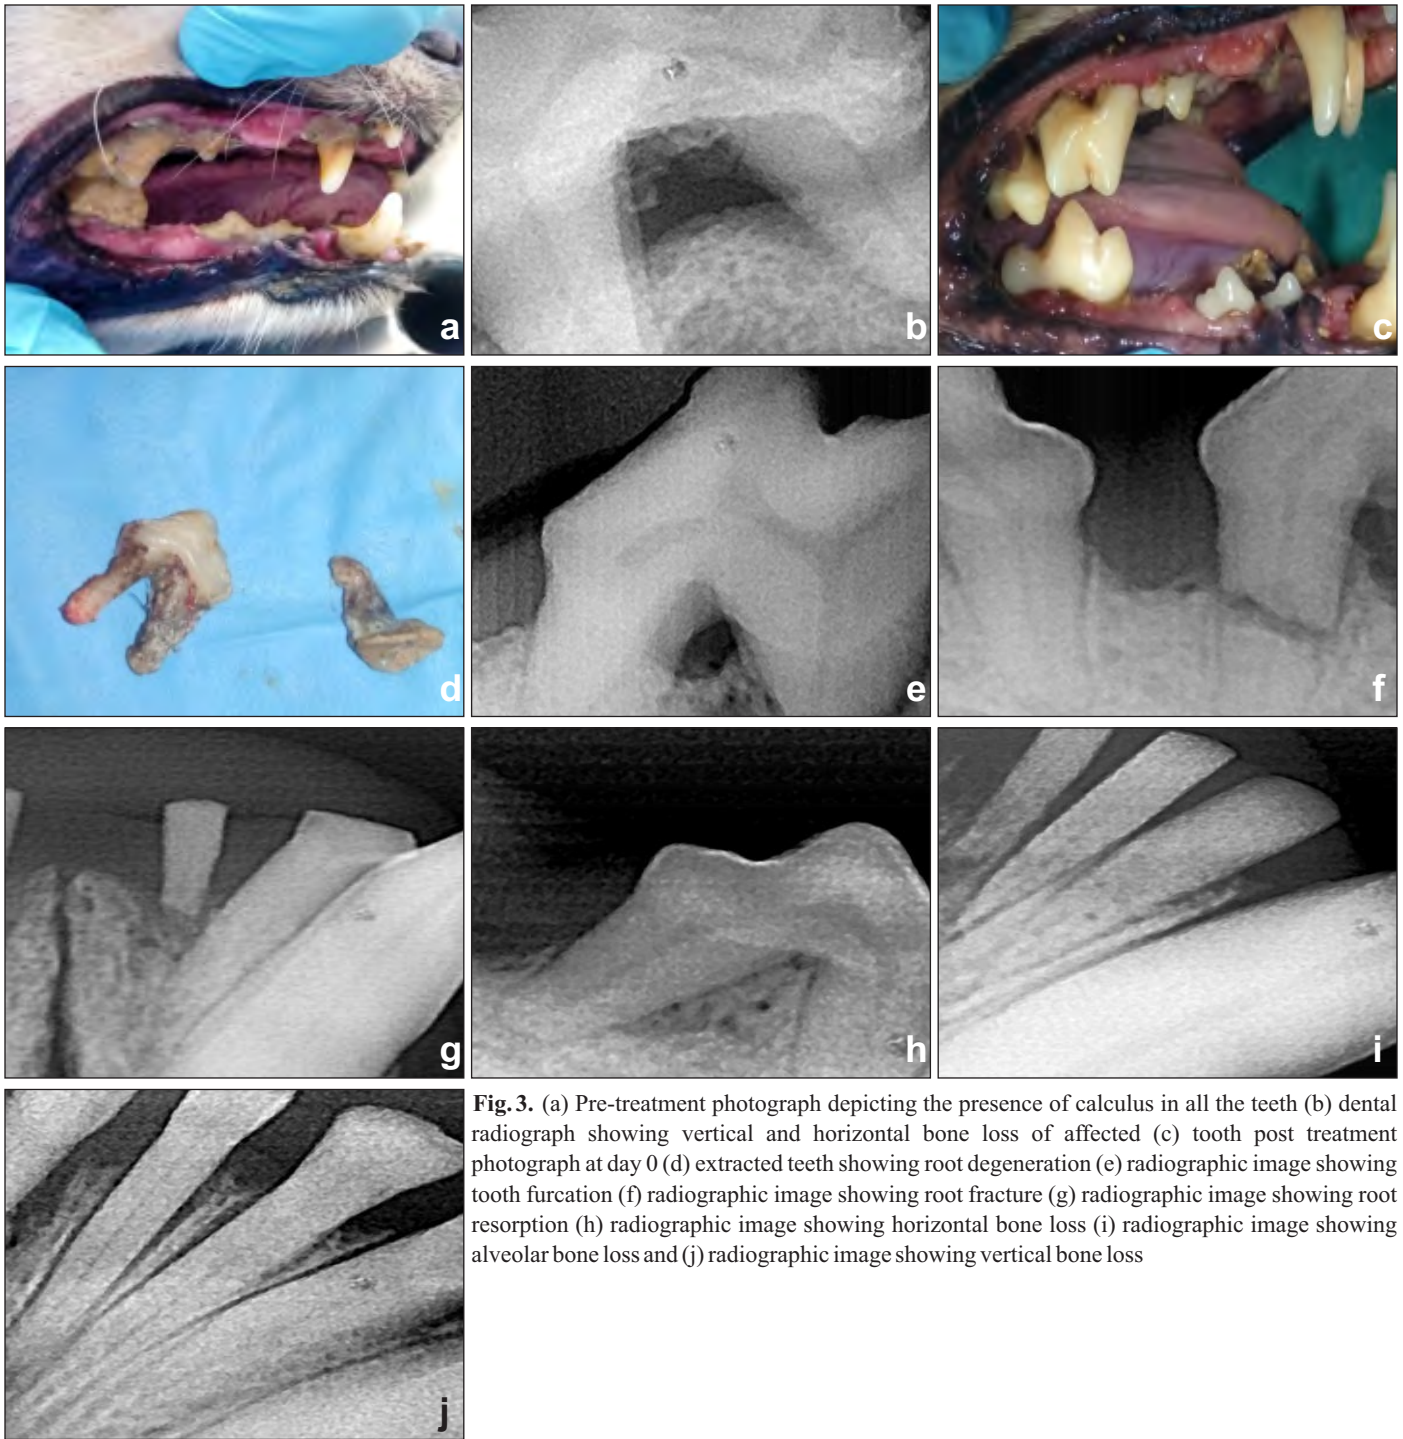 a
b
c
d
e
f
g
h
i
j
Fig. 3. (a) Pre-treatment photograph depicting the presence of calculus in all the teeth (b) dental
radiograph showing vertical and horizontal bone loss of affected (c) tooth post treatment
photograph at day 0 (d) extracted teeth showing root degeneration (e) radiographic image showing
tooth furcation (f) radiographic image showing root fracture (g) radiographic image showing root
resorption (h) radiographic image showing horizontal bone loss (i) radiographic image showing
alveolar bone loss and (j) radiographic image showing vertical bone loss